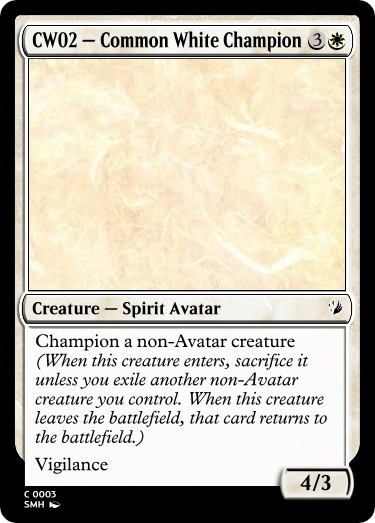 CW02 — Common White Champion 3
Creature — Spirit Avatar
Champion a non-Avatar creature
(When this creature enters, sacrifice it
unless you exile another non-Avatar
creature you control. When this creature
leaves the battlefield, that card returns to
the battlefield.)
Vigilance
4/3
C 0003
SMH